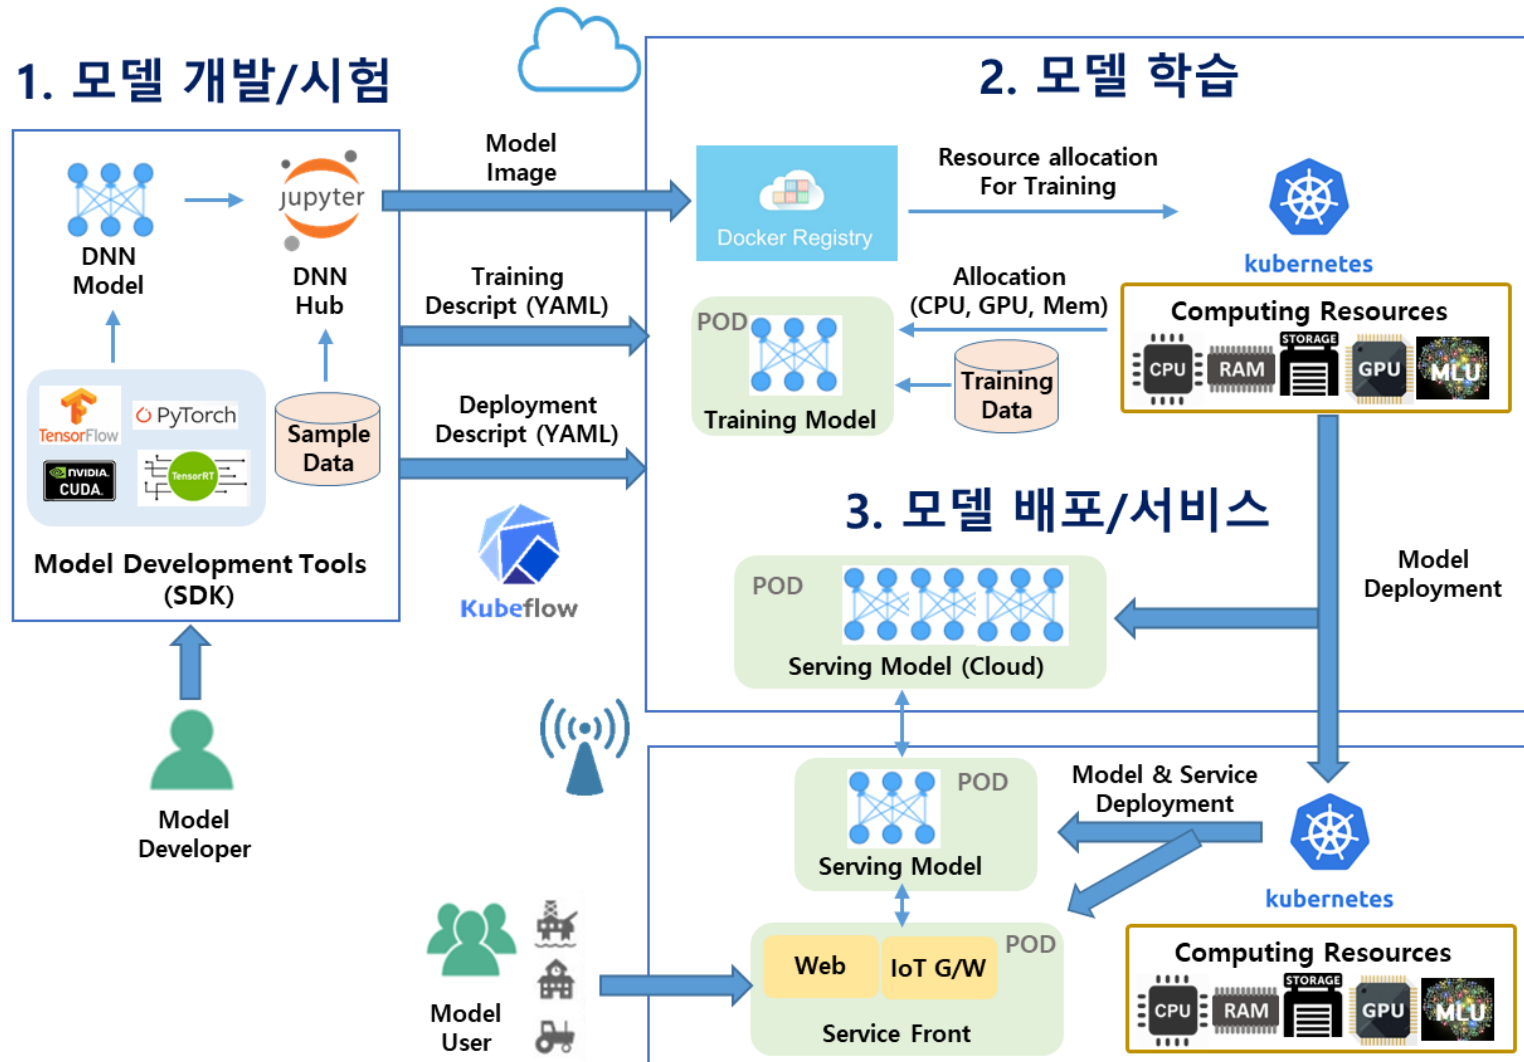 1. 모델 개발/시험
DNN
Model
jupyter
DNN
Hub
TensorFlow
PyTorch
NVIDIA.
CUDA.
TensorRT
Sample
Data
Model Development Tools
(SDK)
Model
Developer
Model
Image
Training
Descript (YAML)
Deployment
Descript (YAML)
Kubeflow
2. 모델 학습
Docker Registry
Resource allocation
For Training
kubernetes
Allocation
(CPU, GPU, Mem)
POD
Training Model
Training
Data
Computing Resources
CPU
RAM
STORAGE
GPU
MLU
3. 모델 배포/서비스
POD
Serving Model (Cloud)
Model
Deployment
POD
Serving Model
Model & Service
Deployment
kubernetes
Model
User
POD
Web
IoT G/W
Service Front
Computing Resources
CPU
RAM
STORAGE
GPU
MLU